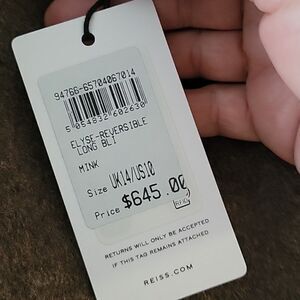 94766-65704067014
5 054832 602630
ELYSE-REVERSIBLE
LONG BLI
MINK
Size UK14/US10
Price $645.00
RETURNS WILL ONLY BE ACCEPTED
IF THIS TAG REMAINS ATTACHED
REISS.COM